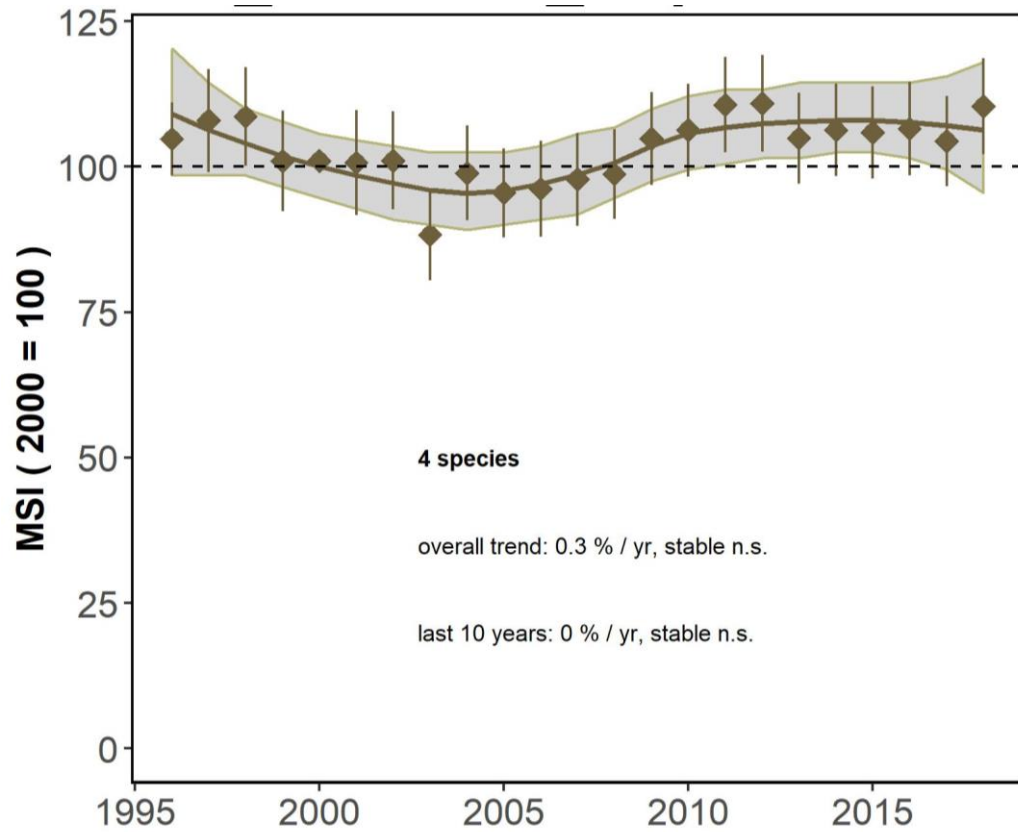 125
100
75
50
25
0
MSI ( 2000 = 100 )
4 species
overall trend: 0.3 % / yr, stable n.s.
last 10 years: 0 % / yr, stable n.s.
1995 2000 2005 2010 2015